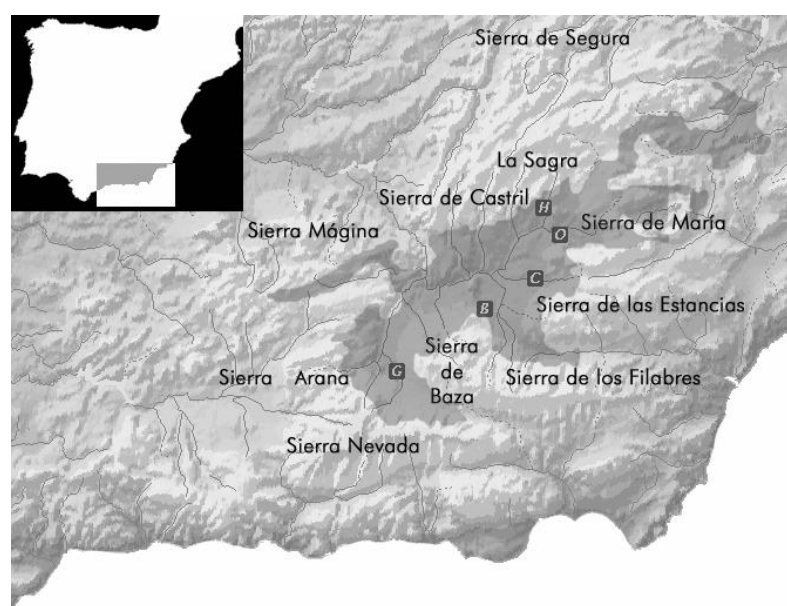 Sierra de Segura
La Sagra
Sierra de Castril
H
Sierra de María
O
Sierra Mágina
C
Sierra de las Estancias
B
Sierra
de
Baza
Sierra Arana
G
Sierra de los Filabres
Sierra Nevada